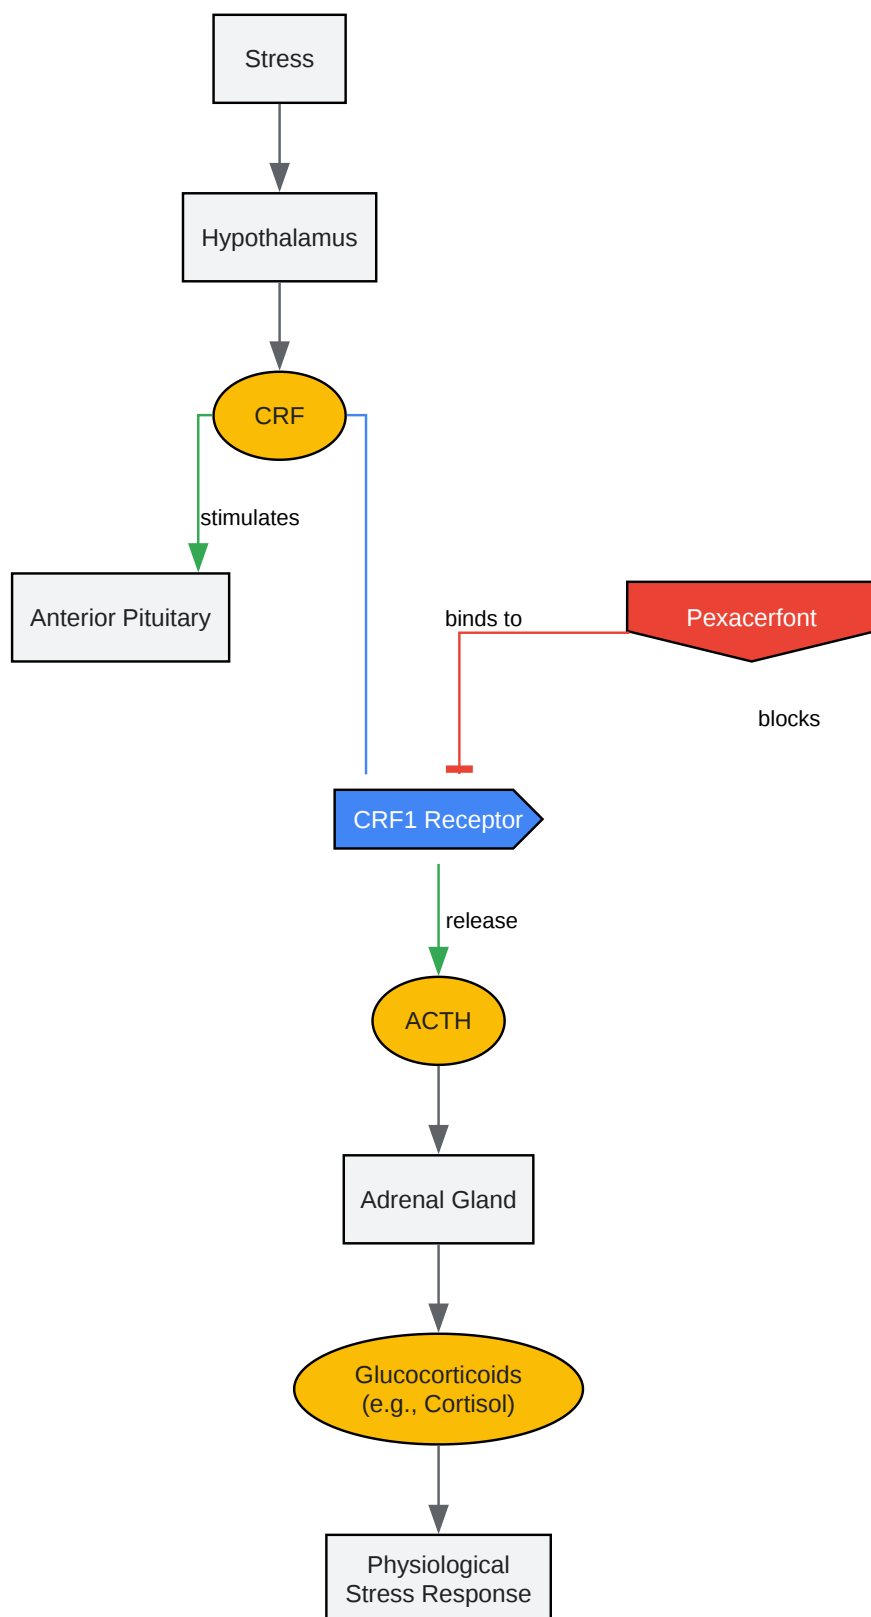 Stress
Hypothalamus
CRF
stimulates
Anterior Pituitary
binds to
Pexacerfont
blocks
CRF1 Receptor
release
ACTH
Adrenal Gland
Glucocorticoids
(e.g., Cortisol)
Physiological
Stress Response